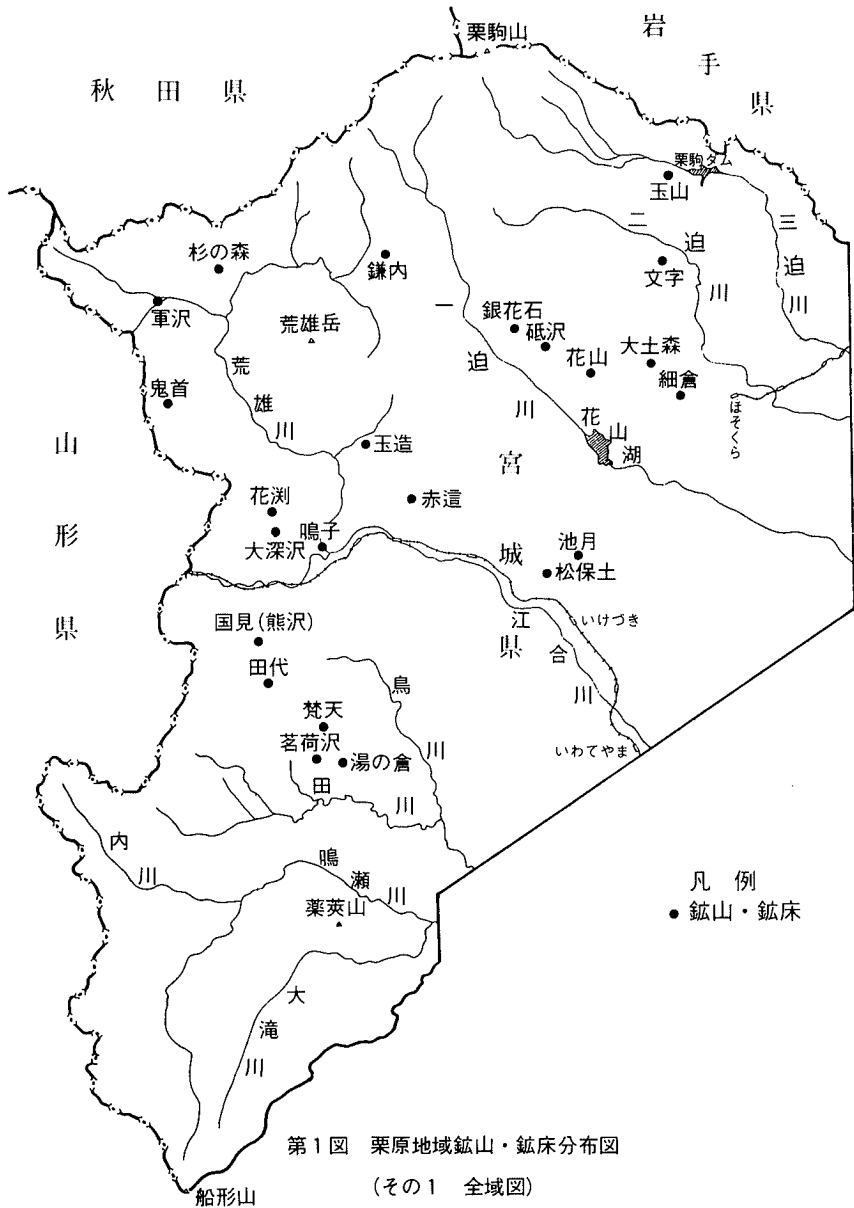 栗駒山
岩手県
秋田県
栗駒ダム
玉山
二迫川
三迫川
杉の森
鎌内
文字
軍沢
荒雄岳
一迫川
銀花石
砥沢
花山
大土森
細倉
鬼首
荒雄川
ほそくら
花山湖
玉造
山形県
宮城県
花渕
赤這
大深沢
鳴子
池月
松保土
国見(熊沢)
いけづき
江合川
田代
鳥川
梵天
茗荷沢
湯の倉
いわてやま
田川
内川
鳴瀬川
薬莢山
凡例
鉱山・鉱床
大滝川
第1図 栗原地域鉱山・鉱床分布図
(その1 全域図)
船形山